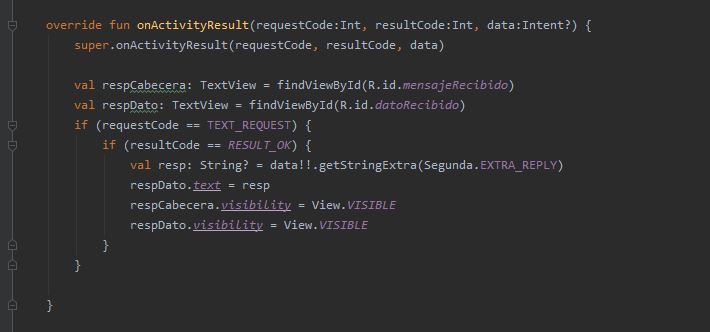 override fun onActivityResult(requestCode:Int, resultCode:Int, data:Intent?) {
super.onActivityResult(requestCode, resultCode, data)
val respCabecera: TextView = findViewById(R.id.mensajeRecibido)
val respDato: TextView = findViewById(R.id.datoRecibido)
if (requestCode == TEXT_REQUEST) {
if (resultCode == RESULT_OK) {
val resp: String? = data!!.getStringExtra(Segunda.EXTRA_REPLY)
respDato.text = resp
respCabecera.visibility = View.VISIBLE
respDato.visibility = View.VISIBLE
}
}
}